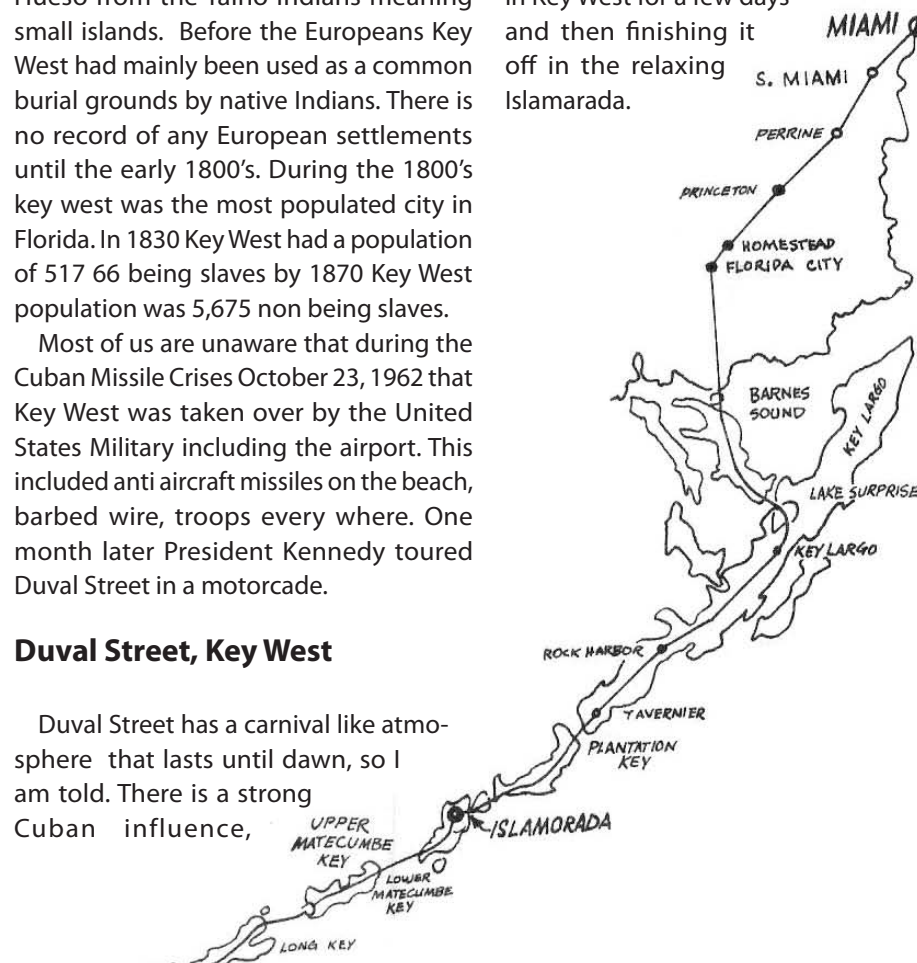 Hueso from the Taino Indians meaning
small islands.  Before the Europeans Key
West had mainly been used as a common
burial grounds by native Indians. There is
no record of any European settlements
until the early 1800's. During the 1800's
key west was the most populated city in
Florida. In 1830 Key West had a population
of 517 66 being slaves by 1870 Key West
population was 5,675 non being slaves.
Most of us are unaware that during the
Cuban Missile Crises October 23, 1962 that
Key West was taken over by the United
States Military including the airport. This
included anti aircraft missiles on the beach,
barbed wire, troops every where. One
month later President Kennedy toured
Duval Street in a motorcade.
Duval Street, Key West
Duval Street has a carnival like atmo-
sphere  that lasts until dawn, so I
am told. There is a strong
Cuban influence,
in Key West for a few days
and then finishing it
off in the relaxing
Islamarada.
MIAMI
S. MIAMI
PERRINE
PRINCETON
HOMESTEAD
FLORIDA CITY
BARNES
SOUND
KEY LARGO
LAKE SURPRISE
KEY LARGO
ROCK HARBOR
TAVERNIER
PLANTATION
KEY
ISLAMORADA
UPPER
MATECUMBE
KEY
LOWER
MATECUMBE
KEY
LONG KEY